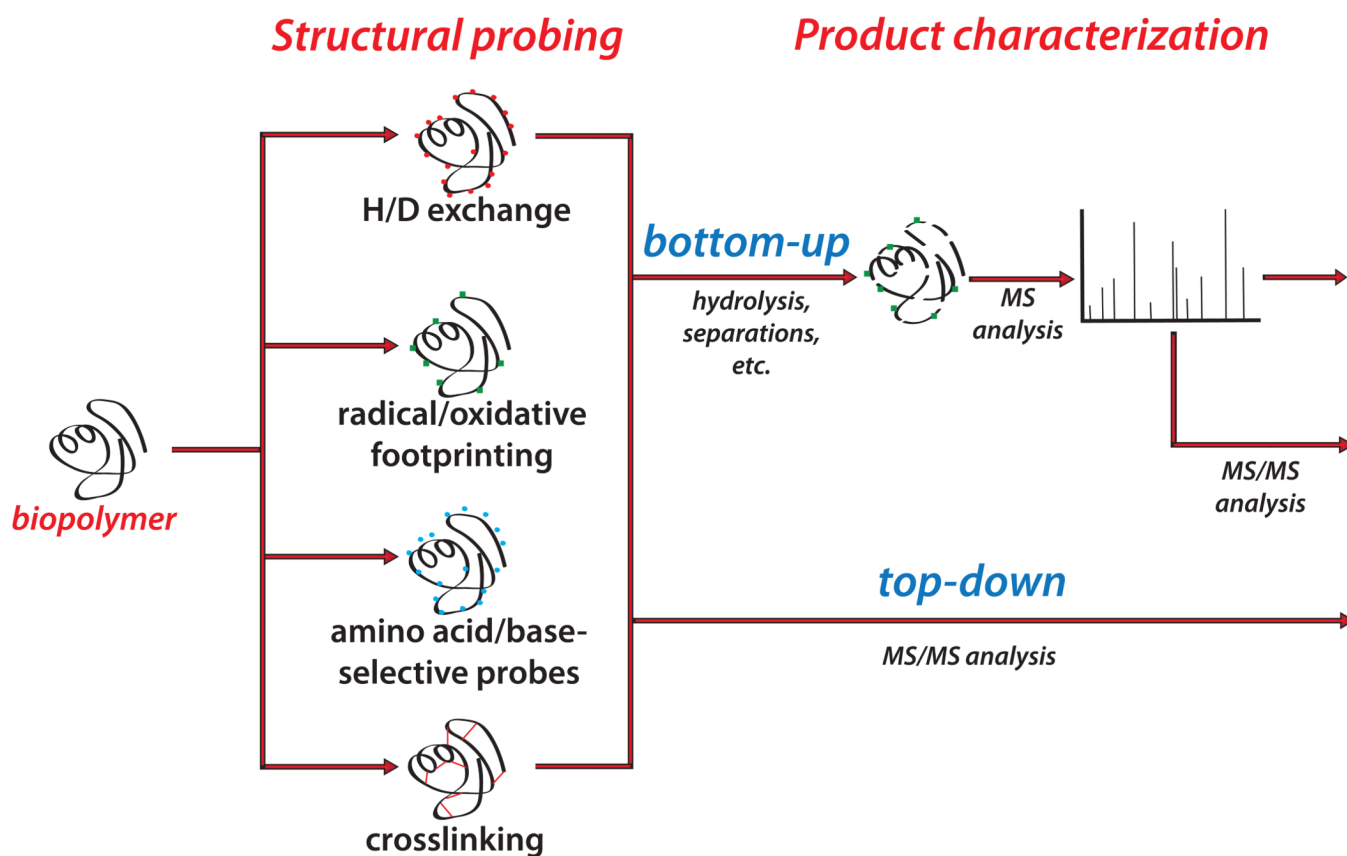 Structural probing
Product characterization
H/D exchange
bottom-up
hydrolysis,
separations,
etc.
MS
analysis
radical/oxidative
footprinting
biopolymer
MS/MS
analysis
amino acid/base-
selective probes
top-down
MS/MS analysis
crosslinking